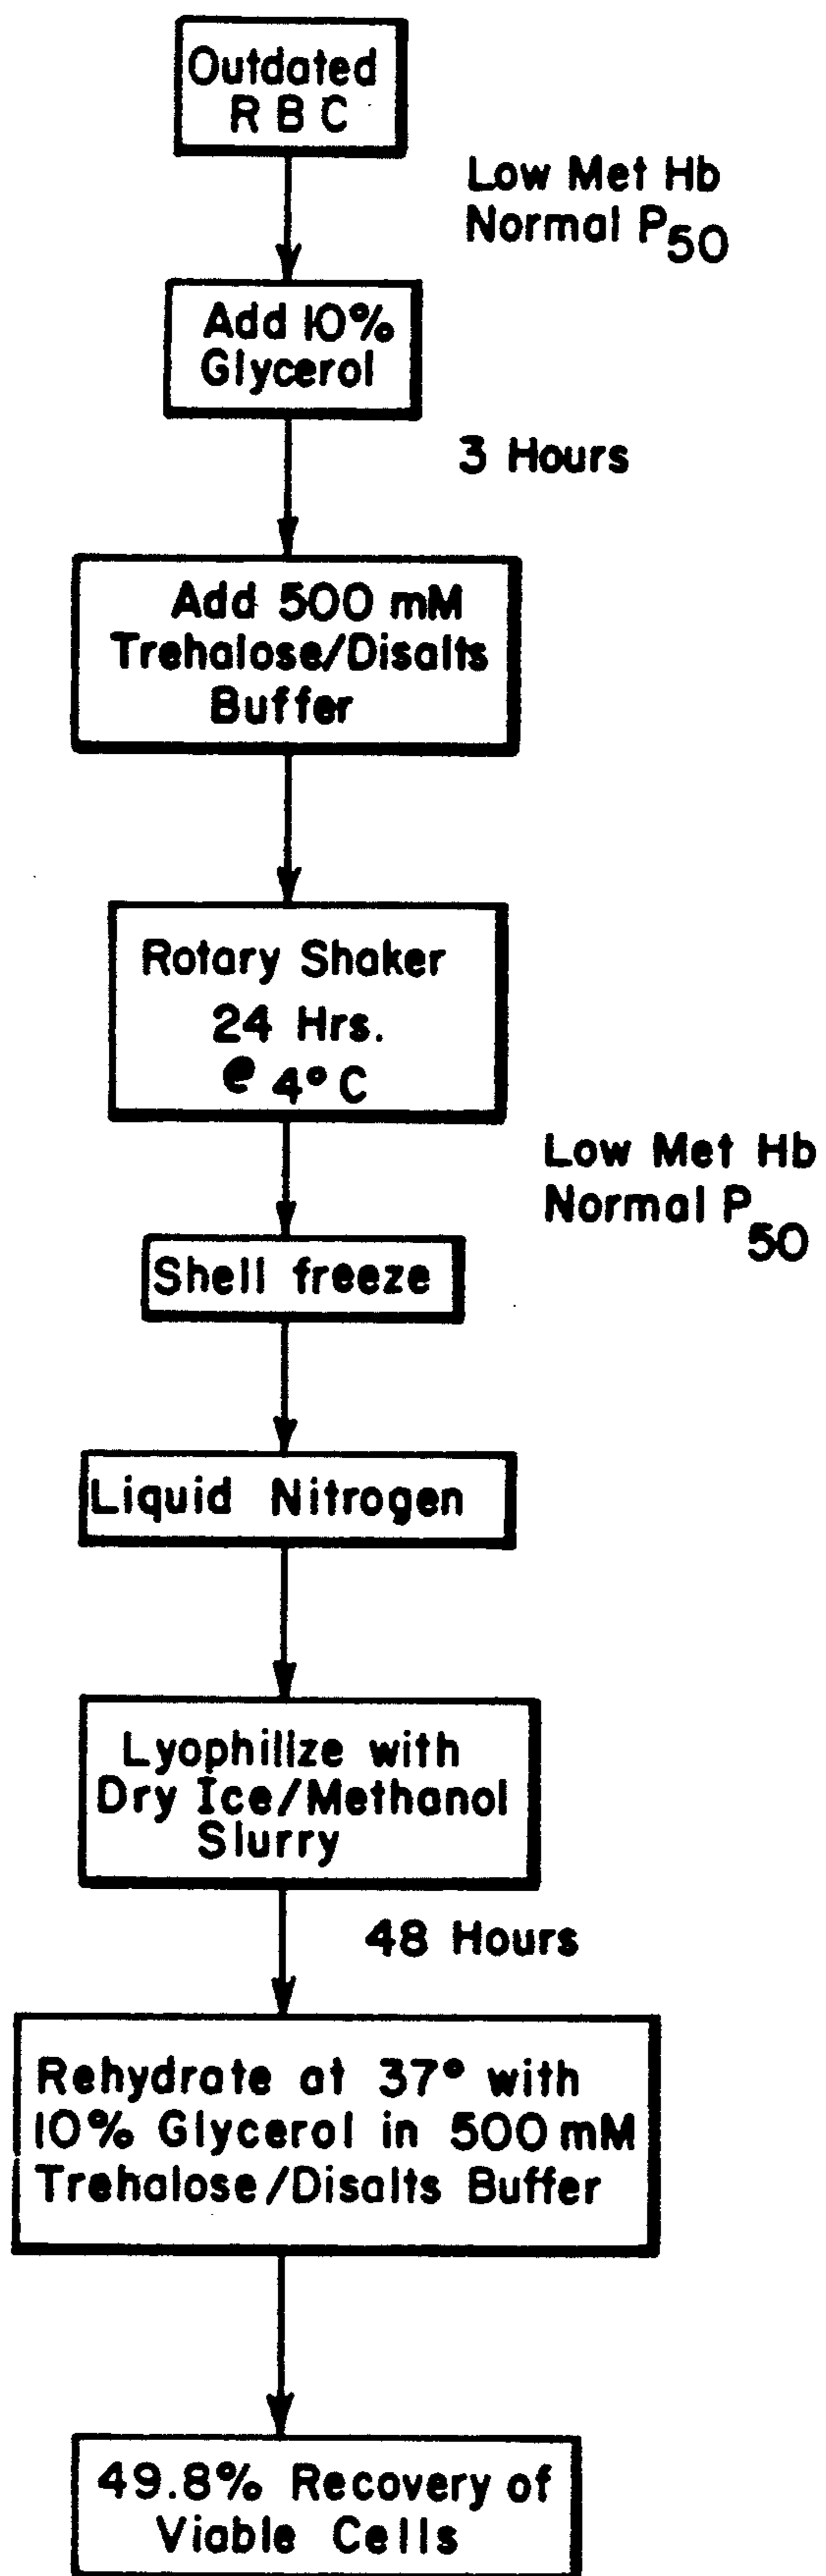 Outdated
R B C
Low Met Hb
Normal P50
Add 10%
Glycerol
3 Hours
Add 500 mM
Trehalose/Disalts
Buffer
Rotary Shaker
24 Hrs.
@ 4° C
Low Met Hb
Normal P50
Shell freeze
Liquid Nitrogen
Lyophilize with
Dry Ice/Methanol
Slurry
48 Hours
Rehydrate at 37° with
10% Glycerol in 500 mM
Trehalose/Disalts Buffer
49.8% Recovery of
Viable Cells